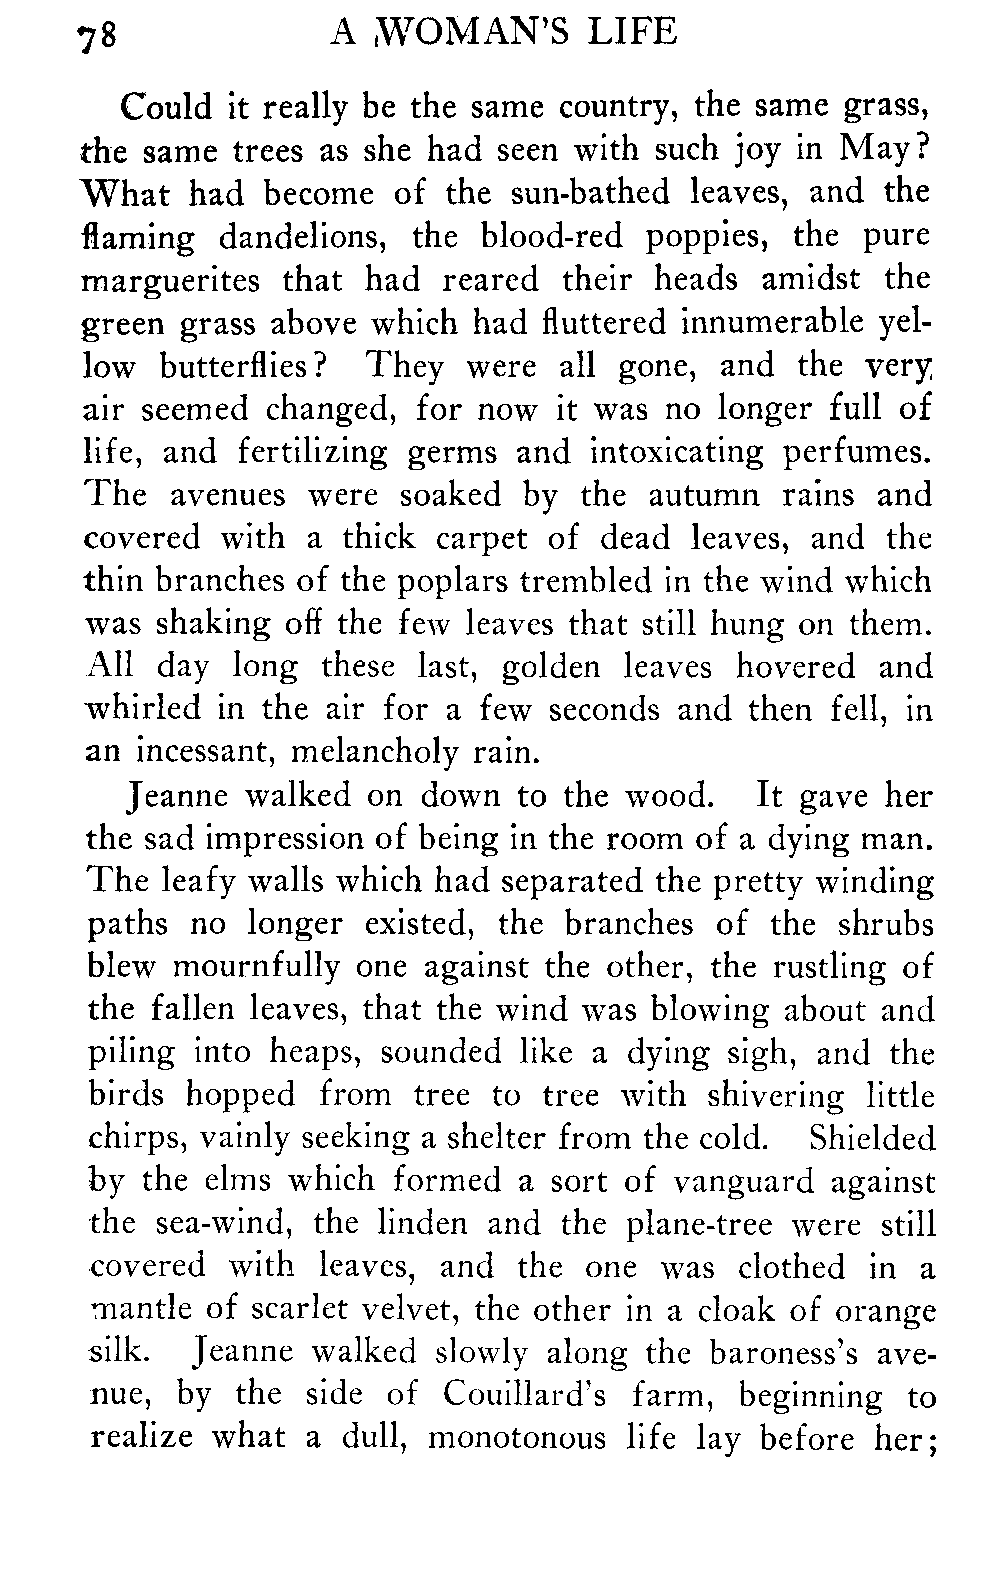 78 A WOMAN'S LIFE
Could it really be the same country, the same grass,
the same trees as she had seen with such joy in May?
What had become of the sun-bathed leaves, and the
flaming dandelions, the blood-red poppies, the pure
marguerites that had reared their heads amidst the
green grass above which had fluttered innumerable yel-
low butterflies? They were all gone, and the very
air seemed changed, for now it was no longer full of
life, and fertilizing germs and intoxicating perfumes.
The avenues were soaked by the autumn rains and
covered with a thick carpet of dead leaves, and the
thin branches of the poplars trembled in the wind which
was shaking off the few leaves that still hung on them.
All day long these last, golden leaves hovered and
whirled in the air for a few seconds and then fell, in
an incessant, melancholy rain.
Jeanne walked on down to the wood. It gave her
the sad impression of being in the room of a dying man.
The leafy walls which had separated the pretty winding
paths no longer existed, the branches of the shrubs
blew mournfully one against the other, the rustling of
the fallen leaves, that the wind was blowing about and
piling into heaps, sounded like a dying sigh, and the
birds hopped from tree to tree with shivering little
chirps, vainly seeking a shelter from the cold. Shielded
by the elms which formed a sort of vanguard against
the sea-wind, the linden and the plane-tree were still
covered with leaves, and the one was clothed in a
mantle of scarlet velvet, the other in a cloak of orange
silk. Jeanne walked slowly along the baroness's ave-
nue, by the side of Couillard's farm, beginning to
realize what a dull, monotonous life lay before her;